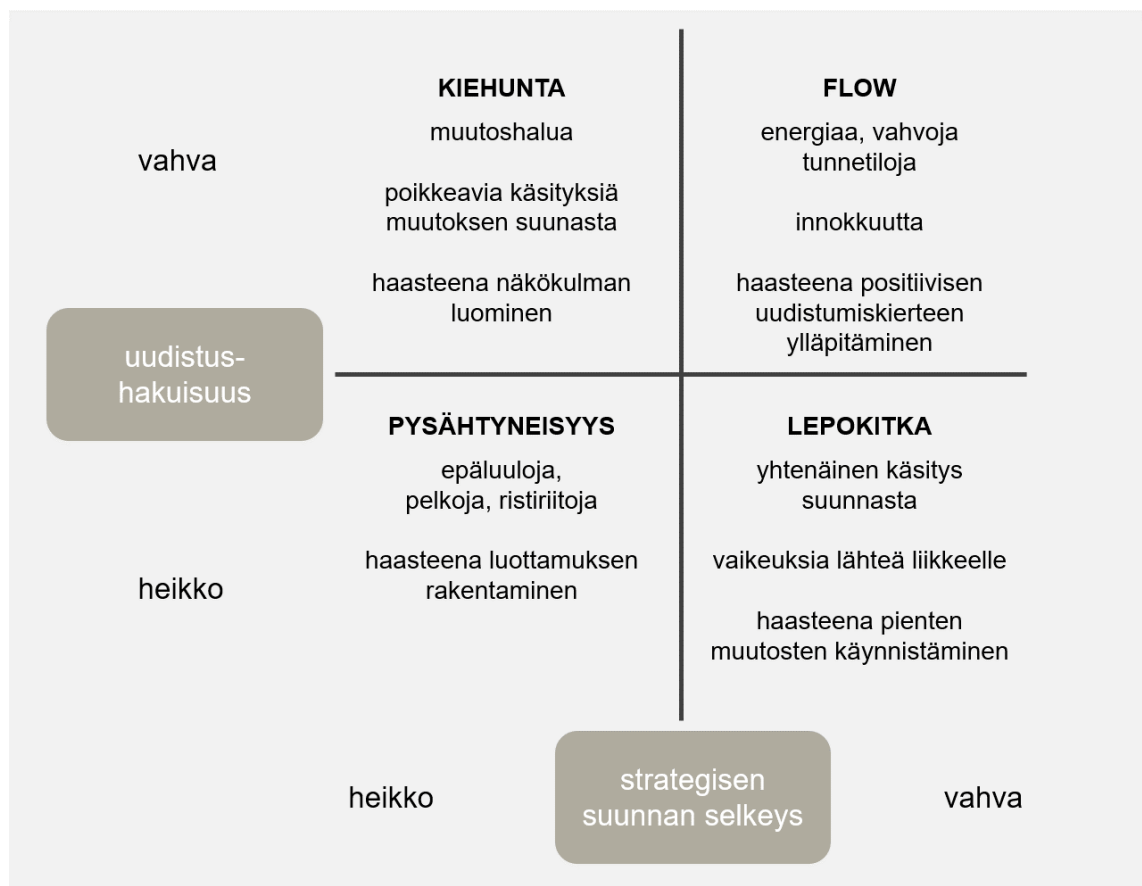 KIEHUNTA
muutoshalua
poikkeavia käsityksiä
muutoksen suunasta
haasteena näkökulman
luominen
FLOW
energiaa, vahvoja
tunnetiloja
innokkuutta
haasteena positiivisen
uudistumiskierteen
ylläpitäminen
vahva
uudistus-
hakuisuus
heikko
PYSÄHTYNEISYYS
epäluuloja,
pelkoja, ristiriitoja
haasteena luottamuksen
rakentaminen
LEPOKITKA
yhtenäinen käsitys
suunnasta
vaikeuksia lähteä liikkeelle
haasteena pienten
muutosten käynnistäminen
heikko
strategisen
suunnan selkeys
vahva